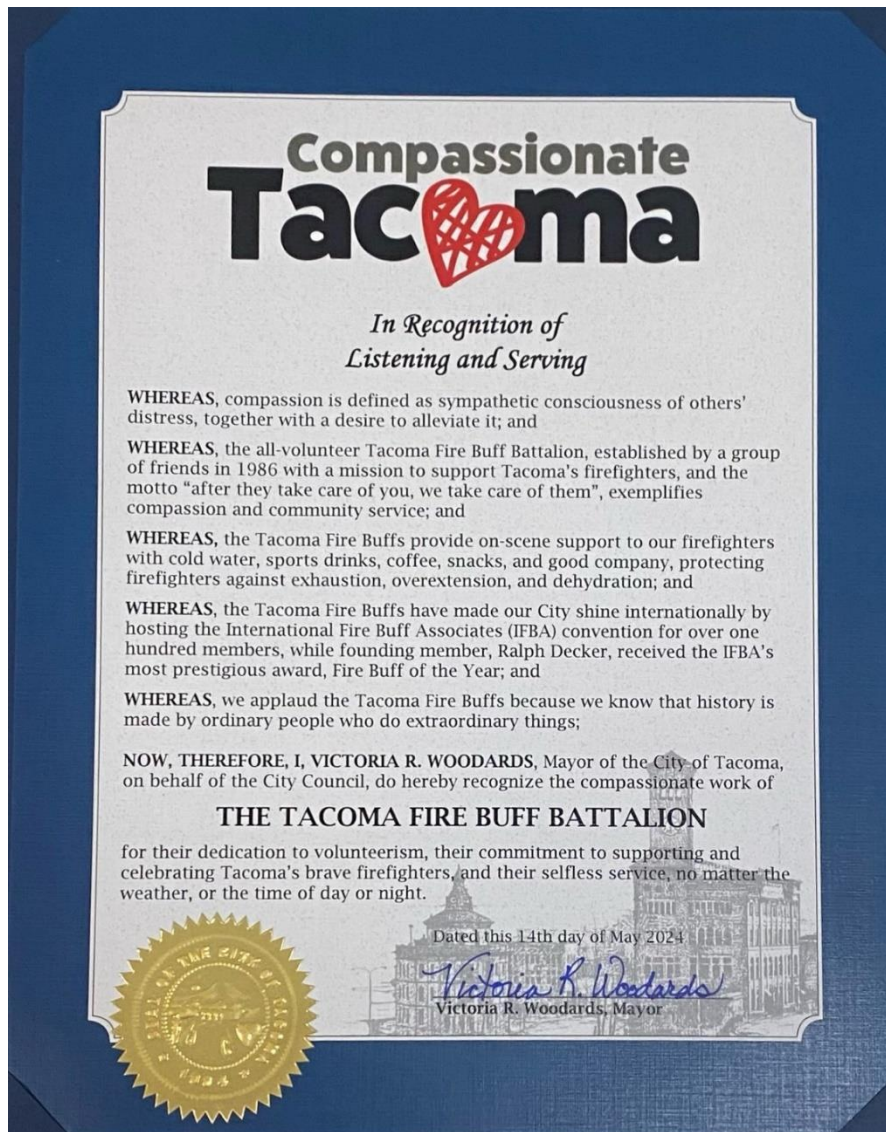 Compassionate
Tacoma
In Recognition of
Listening and Serving
WHEREAS, compassion is defined as sympathetic consciousness of others'
distress, together with a desire to alleviate it; and
WHEREAS, the all-volunteer Tacoma Fire Buff Battalion, established by a group
of friends in 1986 with a mission to support Tacoma's firefighters, and the
motto "after they take care of you, we take care of them", exemplifies
compassion and community service; and
WHEREAS, the Tacoma Fire Buffs provide on-scene support to our firefighters
with cold water, sports drinks, coffee, snacks, and good company, protecting
firefighters against exhaustion, overextension, and dehydration; and
WHEREAS, the Tacoma Fire Buffs have made our City shine internationally by
hosting the International Fire Buff Associates (IFBA) convention for over one
hundred members, while founding member, Ralph Decker, received the IFBA's
most prestigious award, Fire Buff of the Year; and
WHEREAS, we applaud the Tacoma Fire Buffs because we know that history is
made by ordinary people who do extraordinary things;
NOW, THEREFORE, I, VICTORIA R. WOODARDS, Mayor of the City of Tacoma,
on behalf of the City Council, do hereby recognize the compassionate work of
THE TACOMA FIRE BUFF BATTALION
for their dedication to volunteerism, their commitment to supporting and
celebrating Tacoma's brave firefighters, and their selfless service, no matter the
weather, or the time of day or night.
Dated this 14th day of May 2024
Victoria R. Woodards
Victoria R. Woodards, Mayor
SEAL OF THE CITY OF TACOMA